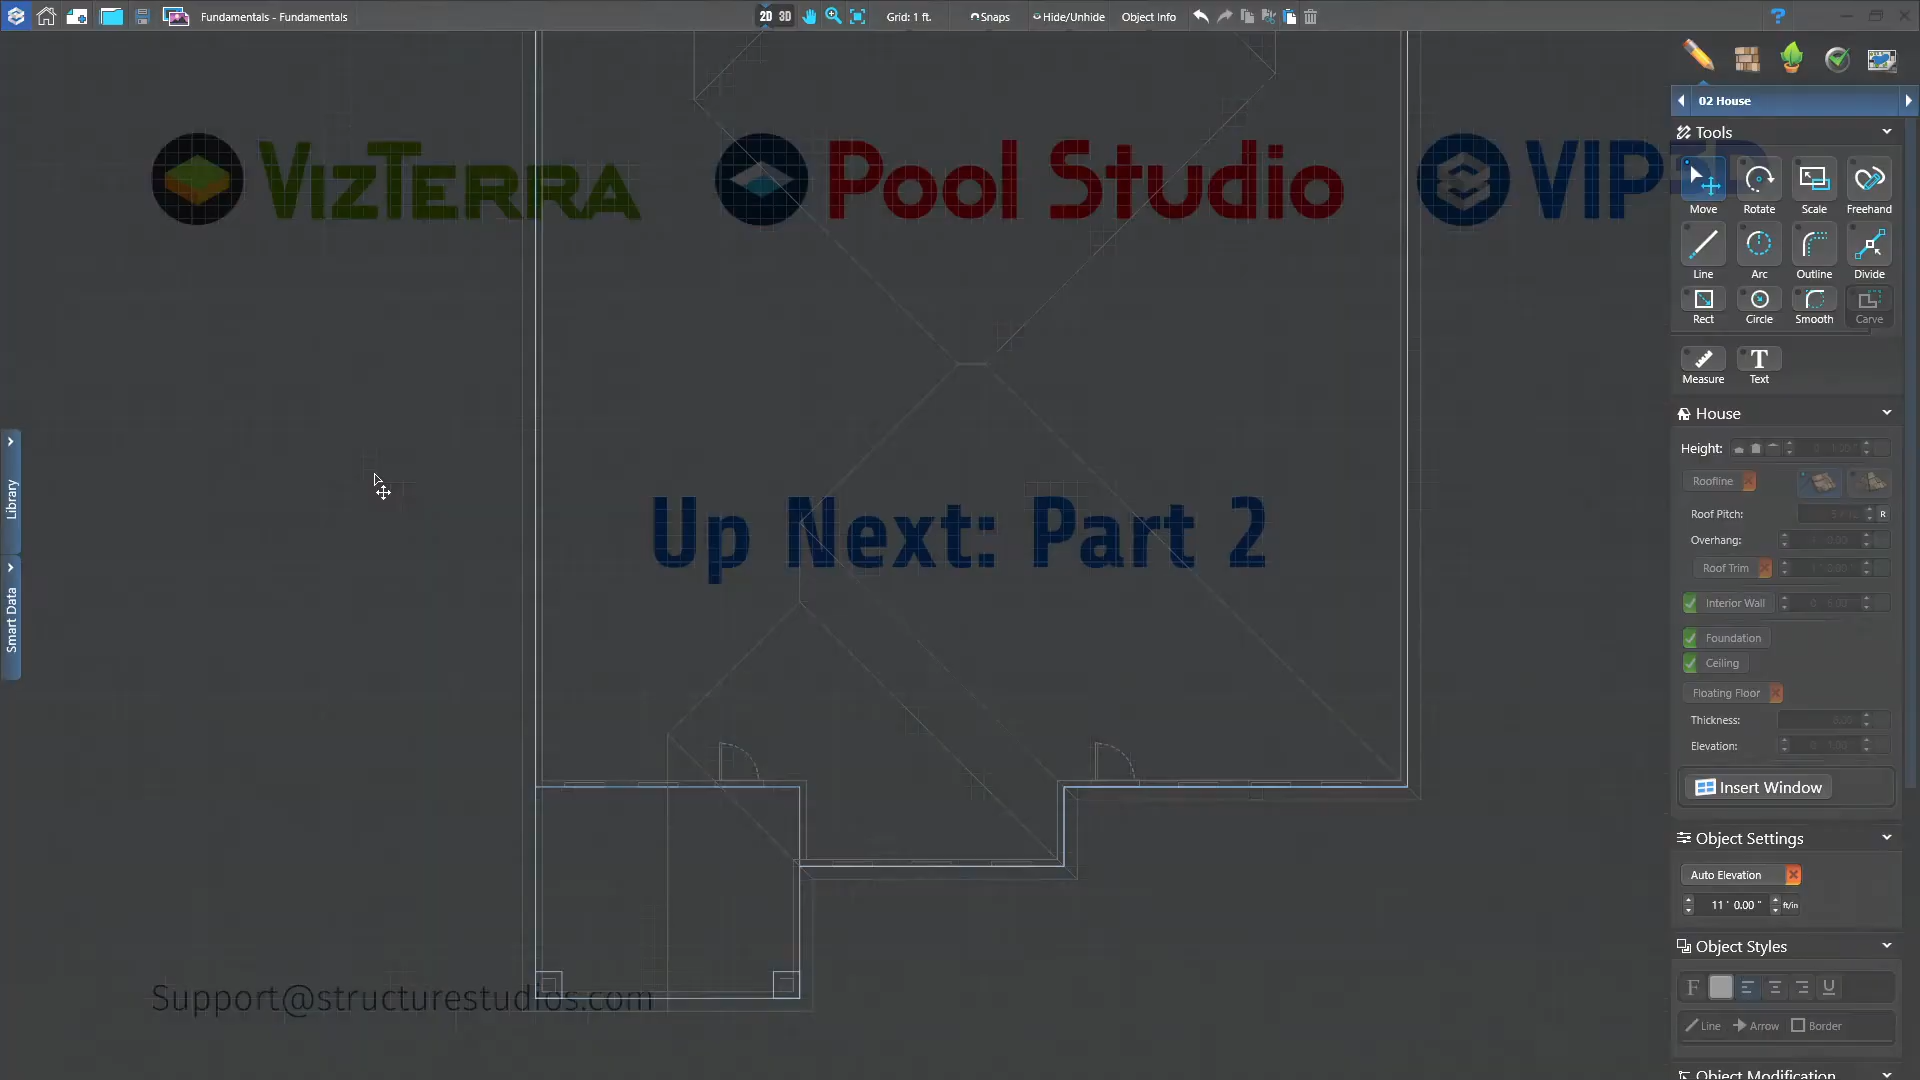 Fundamentals - Fundamentals
2D 3D
Grid: 1 ft.
Snaps
Hide/Unhide
Object Info
?
VizTerra
Pool Studio
VIP3D
Up Next: Part 2
Support@structurestudios.com
Library
Smart Data
02 House
Tools
Move Rotate Scale Freehand
Line Arc Outline Divide
Rect Circle Smooth Carve
Measure Text
House
Height:
Roofline
Roof Pitch: R
Overhang:
Roof Trim
Interior Wall
Foundation
Ceiling
Floating Floor
Thickness:
Elevation:
Insert Window
Object Settings
Auto Elevation
11 ' 0.00 " ft/in
Object Styles
F U
Line Arrow Border
Object Modification